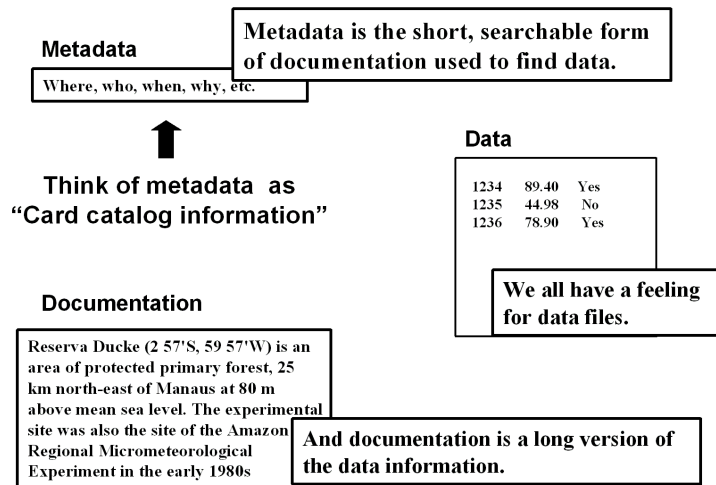 Metadata
Metadata is the short, searchable form
of documentation used to find data.
Where, who, when, why, etc.
Think of metadata as
“Card catalog information”
Data
1234 89.40 Yes
1235 44.98 No
1236 78.90 Yes
We all have a feeling
for data files.
Documentation
Reserva Ducke (2 57'S, 59 57'W) is an
area of protected primary forest, 25
km north-east of Manaus at 80 m
above mean sea level. The experimental
site was also the site of the Amazon
Regional Micrometeorological
Experiment in the early 1980s
And documentation is a long version of
the data information.